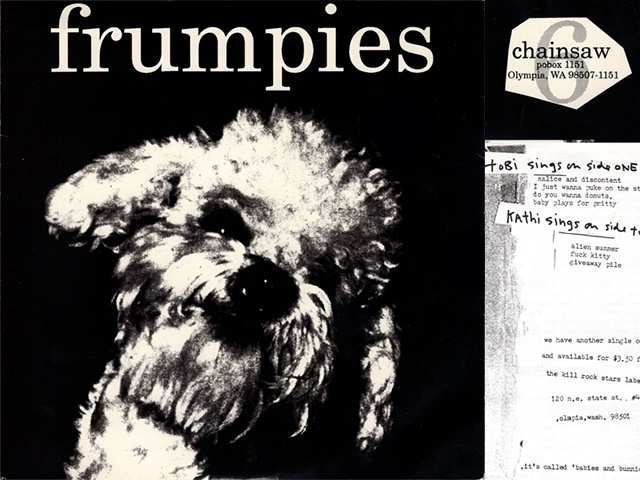 frumpies
6
chainsaw
pobox 1151
Olympia, WA 98507-1151
toBi sings on side ONE
malice and discontent
I just wanna puke on the st
do you wanna donuts.
baby plays for pritty
KAthi sings on side t
alien summer
fuck kitty
giveaway pile
we have another single o
and available for $3.50 f
the kill rock stars labe
120 n.e. state st..
,olmpia,wash. 98501
.it's called 'babies and bunni